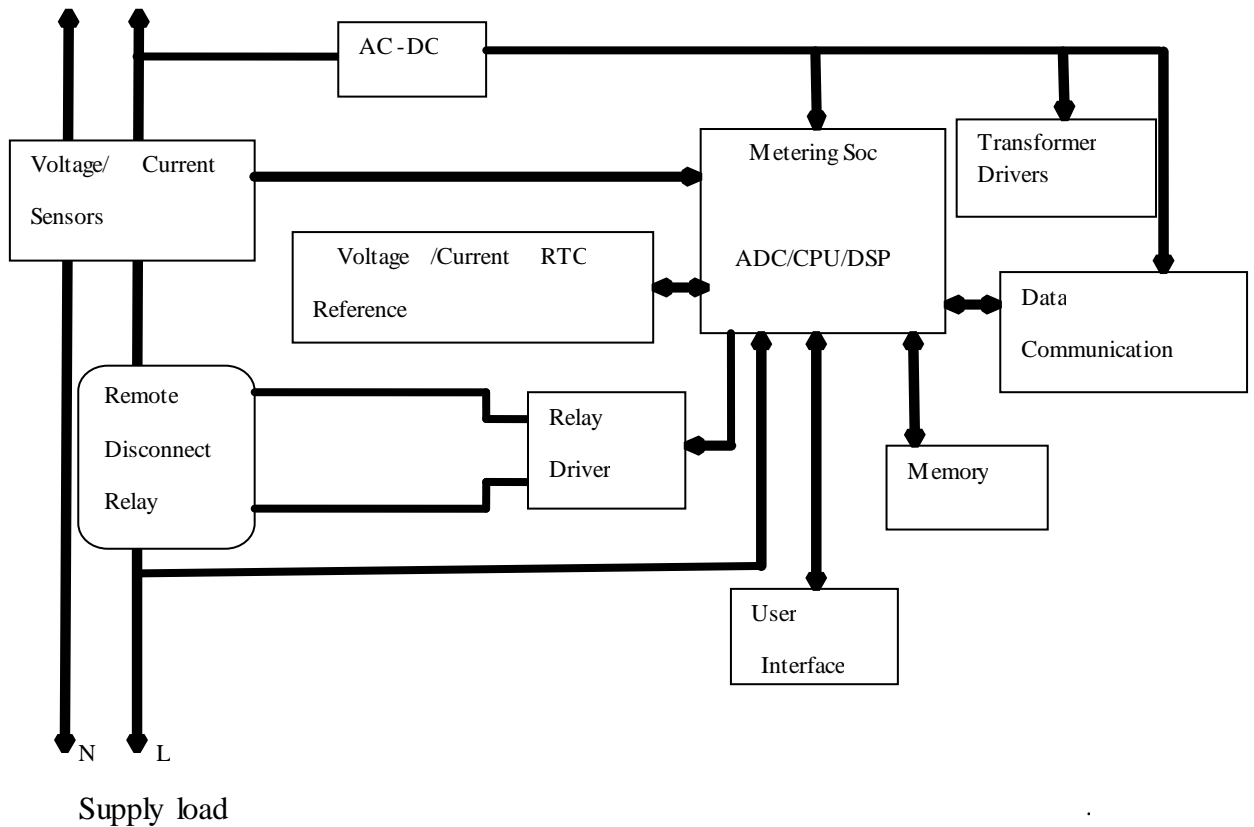 AC-DC
Voltage/ Current
Sensors
Metering Soc
ADC/CPU/DSP
Transformer
Drivers
Voltage /Current RTC
Reference
Data
Communication
Remote
Disconnect
Relay
Relay
Driver
Memory
User
Interface
N L
Supply load
.